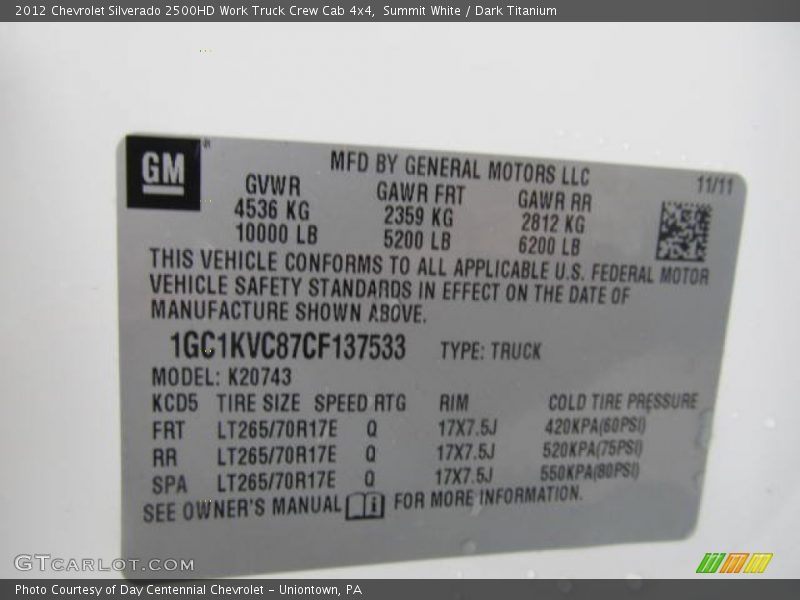 2012 Chevrolet Silverado 2500HD Work Truck Crew Cab 4x4, Summit White / Dark Titanium
GM
MFD BY GENERAL MOTORS LLC 11/11
GVWR GAWR FRT GAWR RR
4536 KG 2359 KG 2812 KG
10000 LB 5200 LB 6200 LB
THIS VEHICLE CONFORMS TO ALL APPLICABLE U.S. FEDERAL MOTOR
VEHICLE SAFETY STANDARDS IN EFFECT ON THE DATE OF
MANUFACTURE SHOWN ABOVE.
1GC1KVC87CF137533 TYPE: TRUCK
MODEL: K20743
KCD5 TIRE SIZE SPEED RTG RIM COLD TIRE PRESSURE
FRT LT265/70R17E Q 17X7.5J 420KPA(60PSI)
RR LT265/70R17E Q 17X7.5J 520KPA(75PSI)
SPA LT265/70R17E Q 17X7.5J 550KPA(80PSI)
SEE OWNER'S MANUAL FOR MORE INFORMATION.
GTCARLOT.COM
Photo Courtesy of Day Centennial Chevrolet - Uniontown, PA